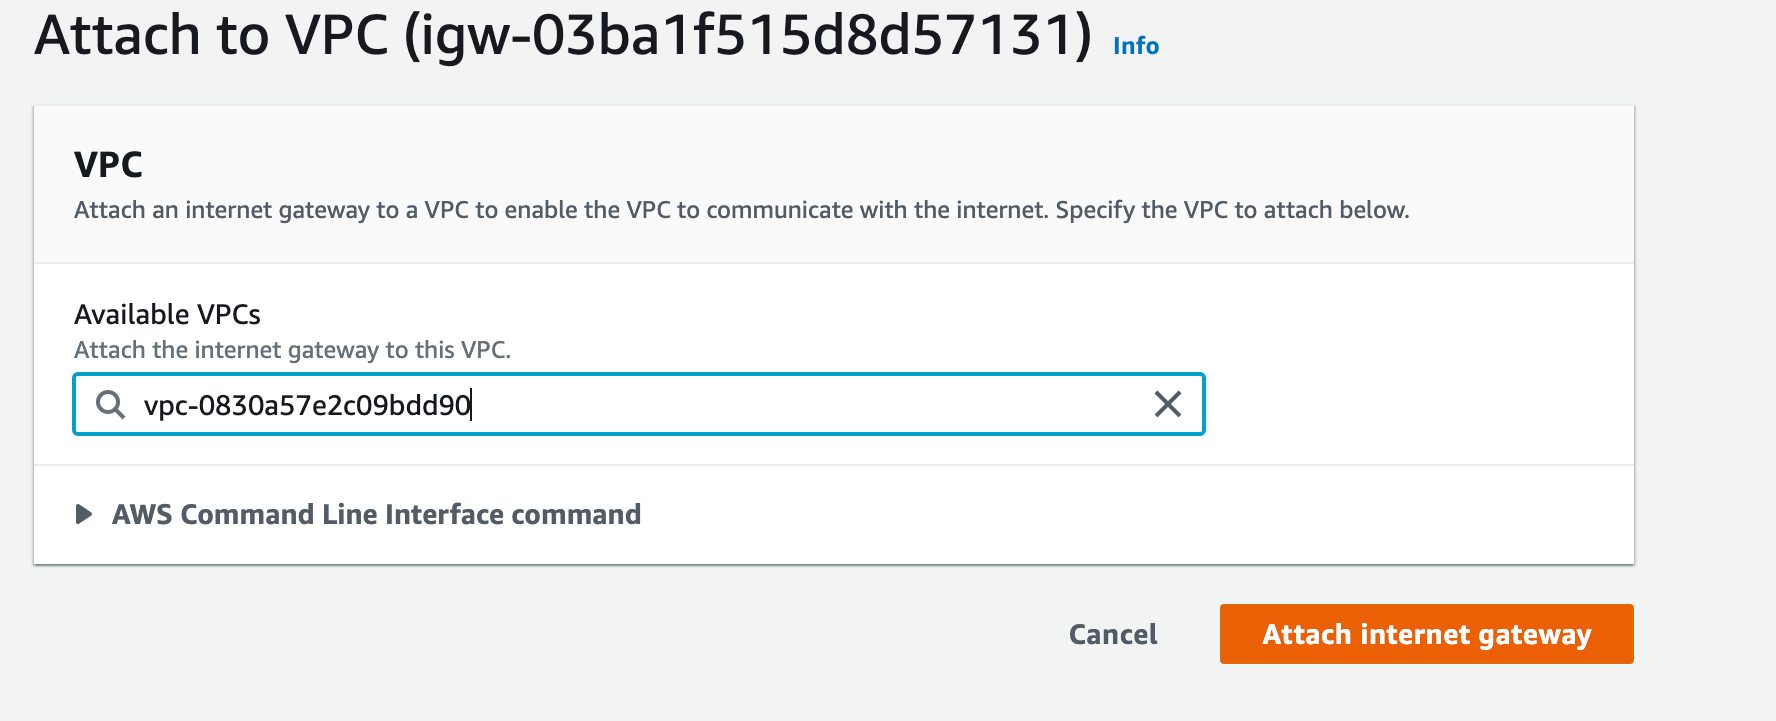 Attach to VPC (igw-03ba1f515d8d57131) Info
VPC
Attach an internet gateway to a VPC to enable the VPC to communicate with the internet. Specify the VPC to attach below.
Available VPCs
Attach the internet gateway to this VPC.
vpc-0830a57e2c09bdd90
AWS Command Line Interface command
Cancel Attach internet gateway